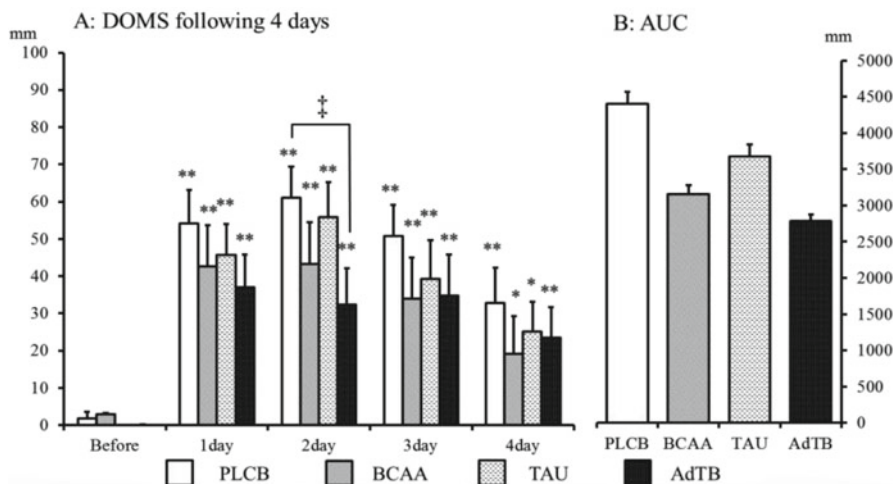 A: DOMS following 4 days
B: AUC
mm
mm
100
90
80
70
60
50
40
30
20
10
0
‡
** ** ** **
** ** ** **
** ** ** **
** * * **
Before 1day 2day 3day 4day
5000
4500
4000
3500
3000
2500
2000
1500
1000
500
0
PLCB BCAA TAU AdTB
PLCB BCAA TAU AdTB